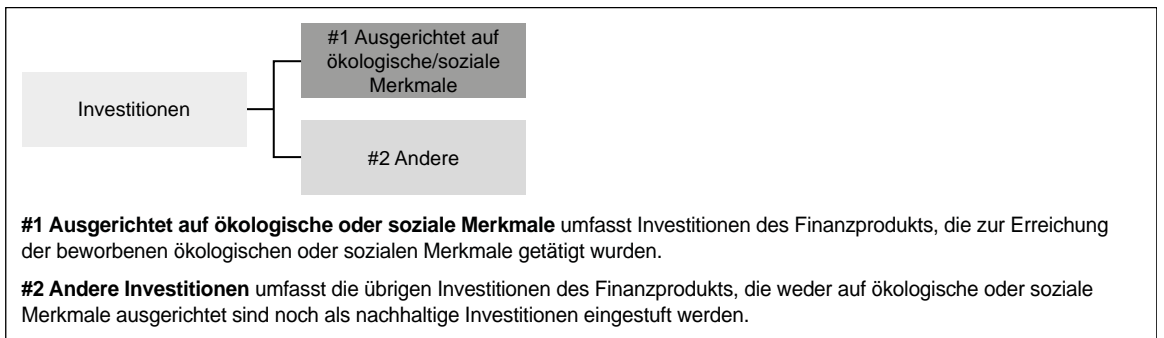 #1 Ausgerichtet auf
ökologische/soziale
Merkmale
Investitionen
#2 Andere
#1 Ausgerichtet auf ökologische oder soziale Merkmale umfasst Investitionen des Finanzprodukts, die zur Erreichung
der beworbenen ökologischen oder sozialen Merkmale getätigt wurden.
#2 Andere Investitionen umfasst die übrigen Investitionen des Finanzprodukts, die weder auf ökologische oder soziale
Merkmale ausgerichtet sind noch als nachhaltige Investitionen eingestuft werden.